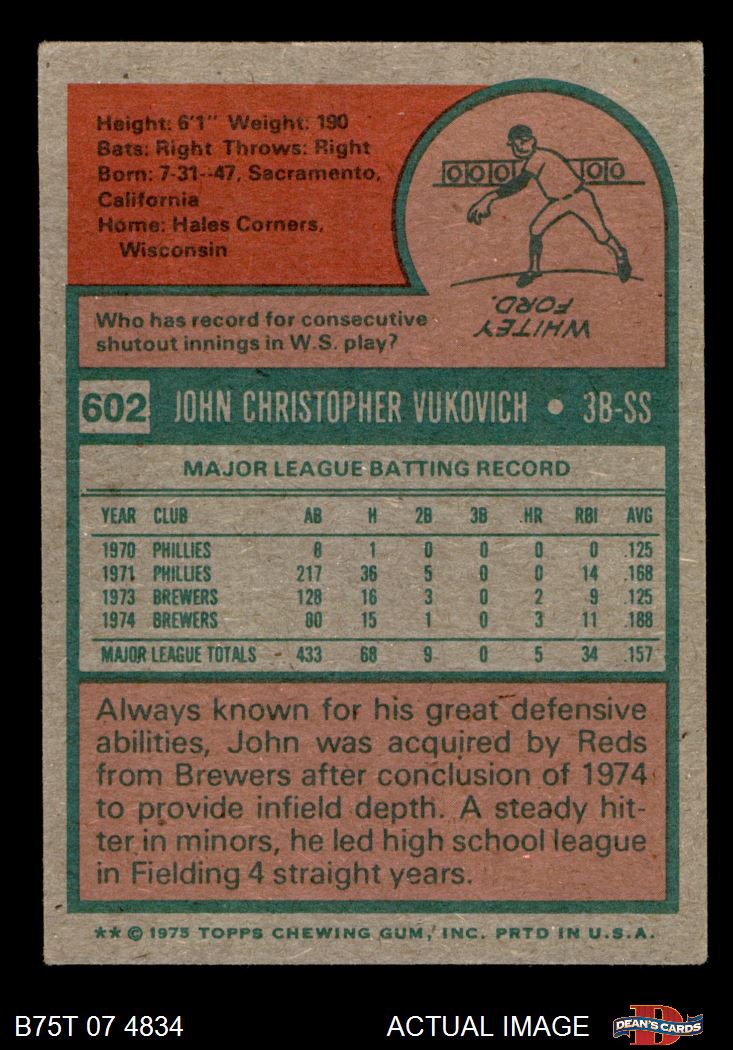 Height: 6'1" Weight: 190
Bats: Right Throws: Right
Born: 7-31--47, Sacramento,
California
Home: Hales Corners,
Wisconsin
000 00
WHITEY
FORD.
Who has record for consecutive
shutout innings in W.S. play?
602 JOHN CHRISTOPHER VUKOVICH • 3B-SS
MAJOR LEAGUE BATTING RECORD
YEAR CLUB AB H 2B 3B HR RBI AVG
1970 PHILLIES 8 1 0 0 0 0 .125
1971 PHILLIES 217 36 5 0 0 14 .168
1973 BREWERS 128 16 3 0 2 9 .125
1974 BREWERS 80 15 1 0 3 11 .188
MAJOR LEAGUE TOTALS 433 68 9 0 5 34 .157
Always known for his great defensive
abilities, John was acquired by Reds
from Brewers after conclusion of 1974
to provide infield depth. A steady hit-
ter in minors, he led high school league
in Fielding 4 straight years.
** © 1975 TOPPS CHEWING GUM, INC. PRTD IN U.S.A.
B75T 07 4834 ACTUAL IMAGE DEAN'S CARDS